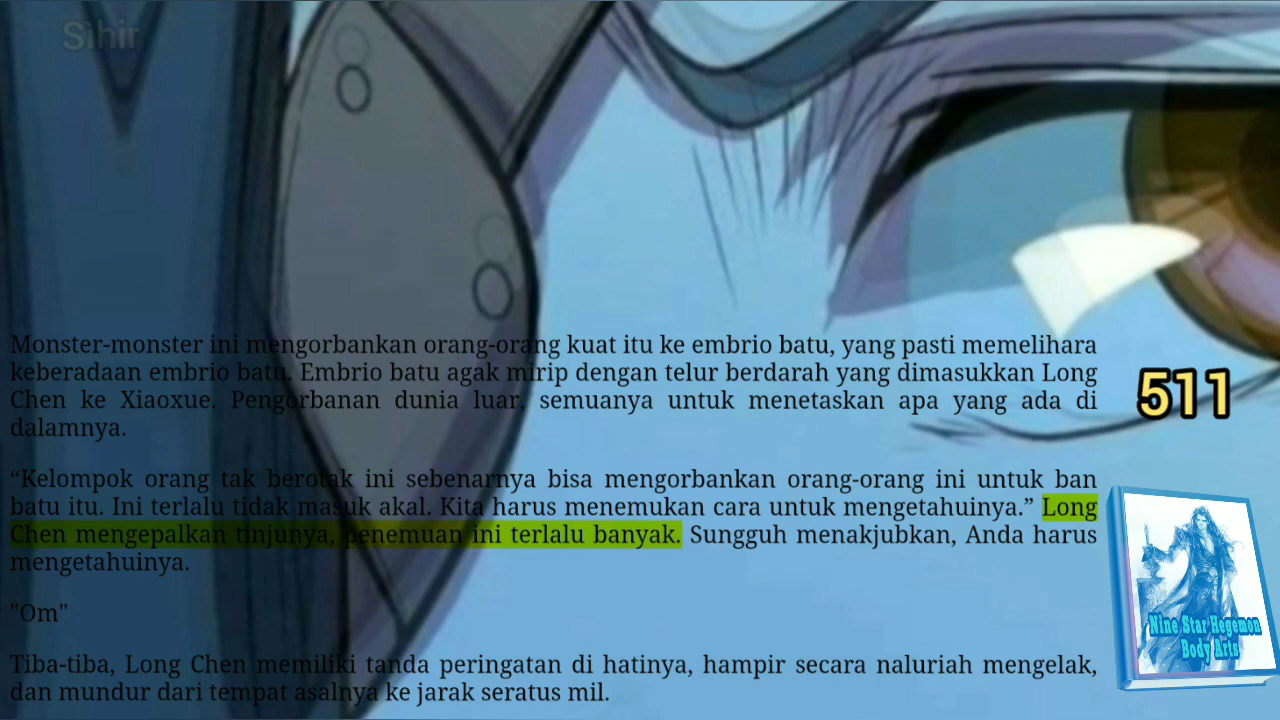 Sihir
Monster-monster ini mengorbankan orang-orang kuat itu ke embrio batu, yang pasti memelihara
keberadaan embrio batu. Embrio batu agak mirip dengan telur berdarah yang dimasukkan Long
Chen ke Xiaoxue. Pengorbanan dunia luar, semuanya untuk menetaskan apa yang ada di
dalamnya.
“Kelompok orang tak berotak ini sebenarnya bisa mengorbankan orang-orang ini untuk ban
batu itu. Ini terlalu tidak masuk akal. Kita harus menemukan cara untuk mengetahuinya.” Long
Chen mengepalkan tinjunya, penemuan ini terlalu banyak. Sungguh menakjubkan, Anda harus
mengetahuinya.
"Om"
Tiba-tiba, Long Chen memiliki tanda peringatan di hatinya, hampir secara naluriah mengelak,
dan mundur dari tempat asalnya ke jarak seratus mil.
511
Nine Star Hegemon
Body Arts